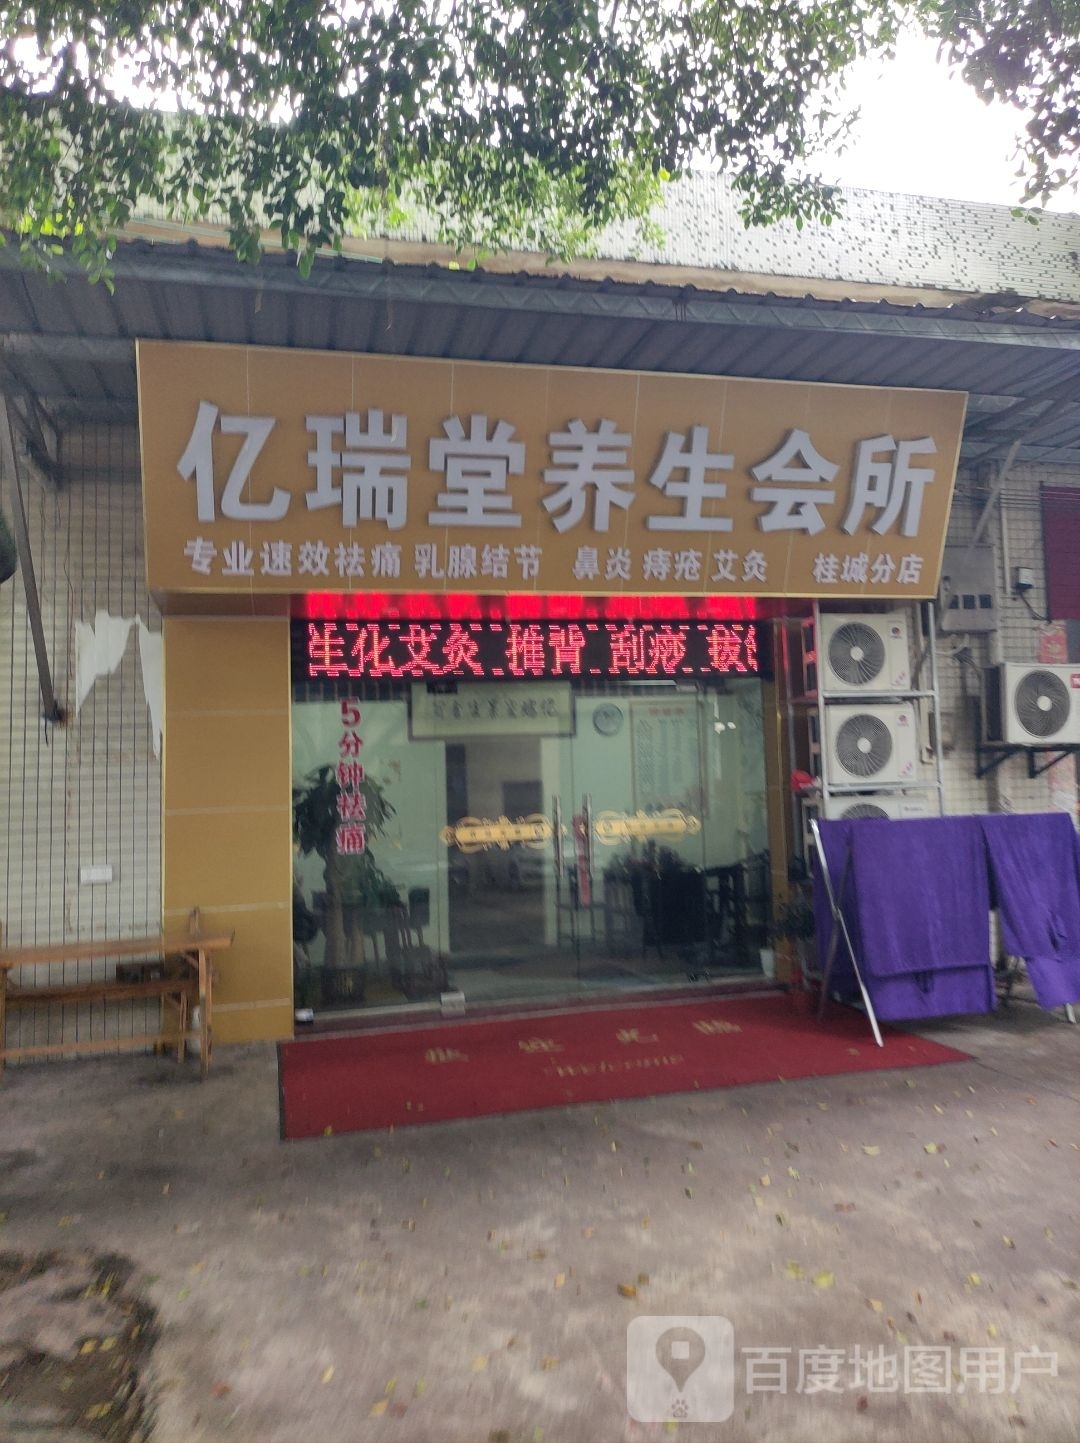 亿瑞堂养生会所
专业速效祛痛 乳腺结节 鼻炎 痔疮 艾灸 桂城分店
生化艾灸 推背 刮痧 拔
5分钟祛痛
Welcome
百度地图用户